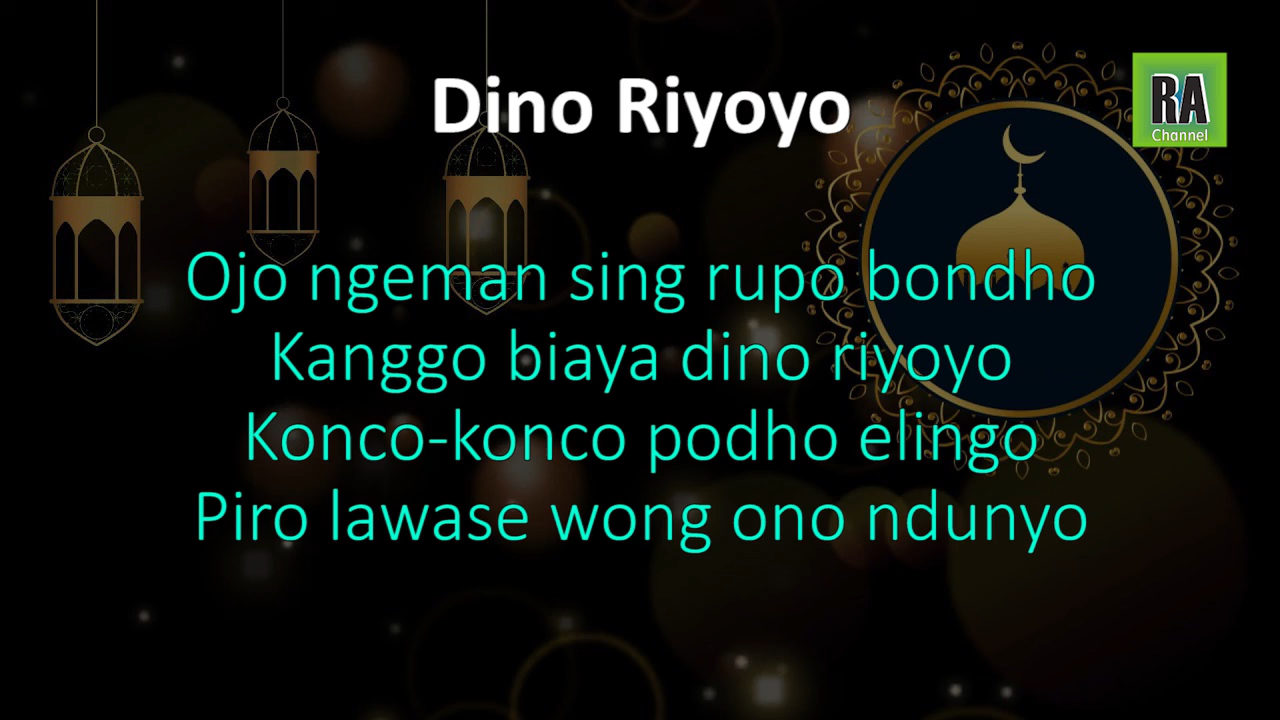 Dino Riyoyo
RA
Channel
Ojo ngeman sing rupo bondho
Kanggo biaya dino riyoyo
Konco-konco podho elingo
Piro lawase wong ono ndunyo